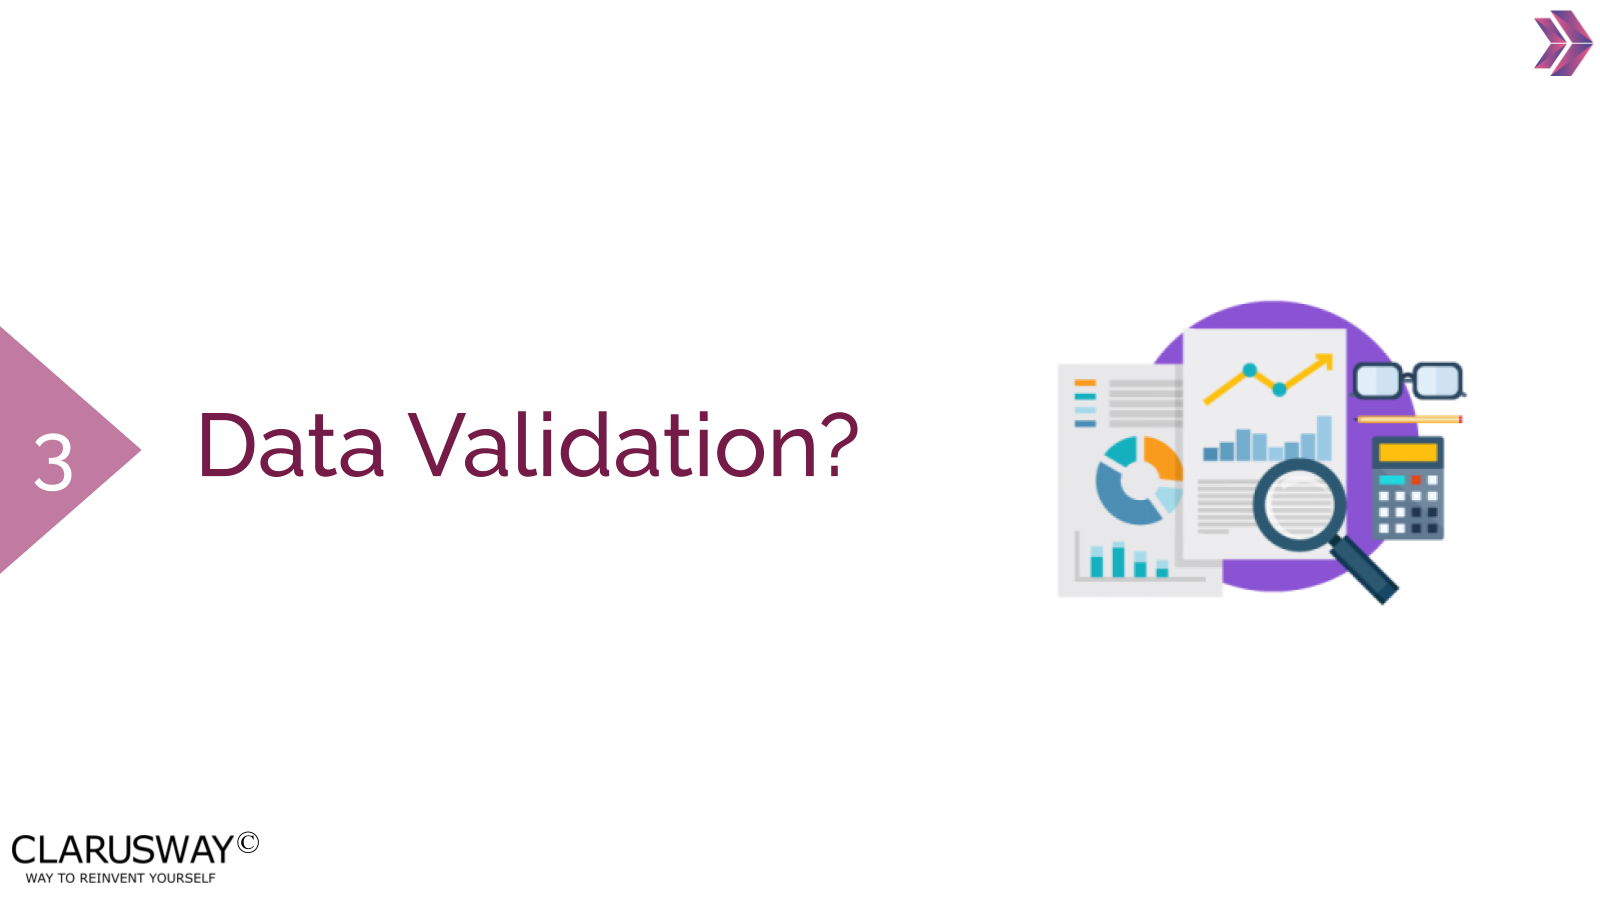 3
Data Validation?
CLARUSWAY©
WAY TO REINVENT YOURSELF